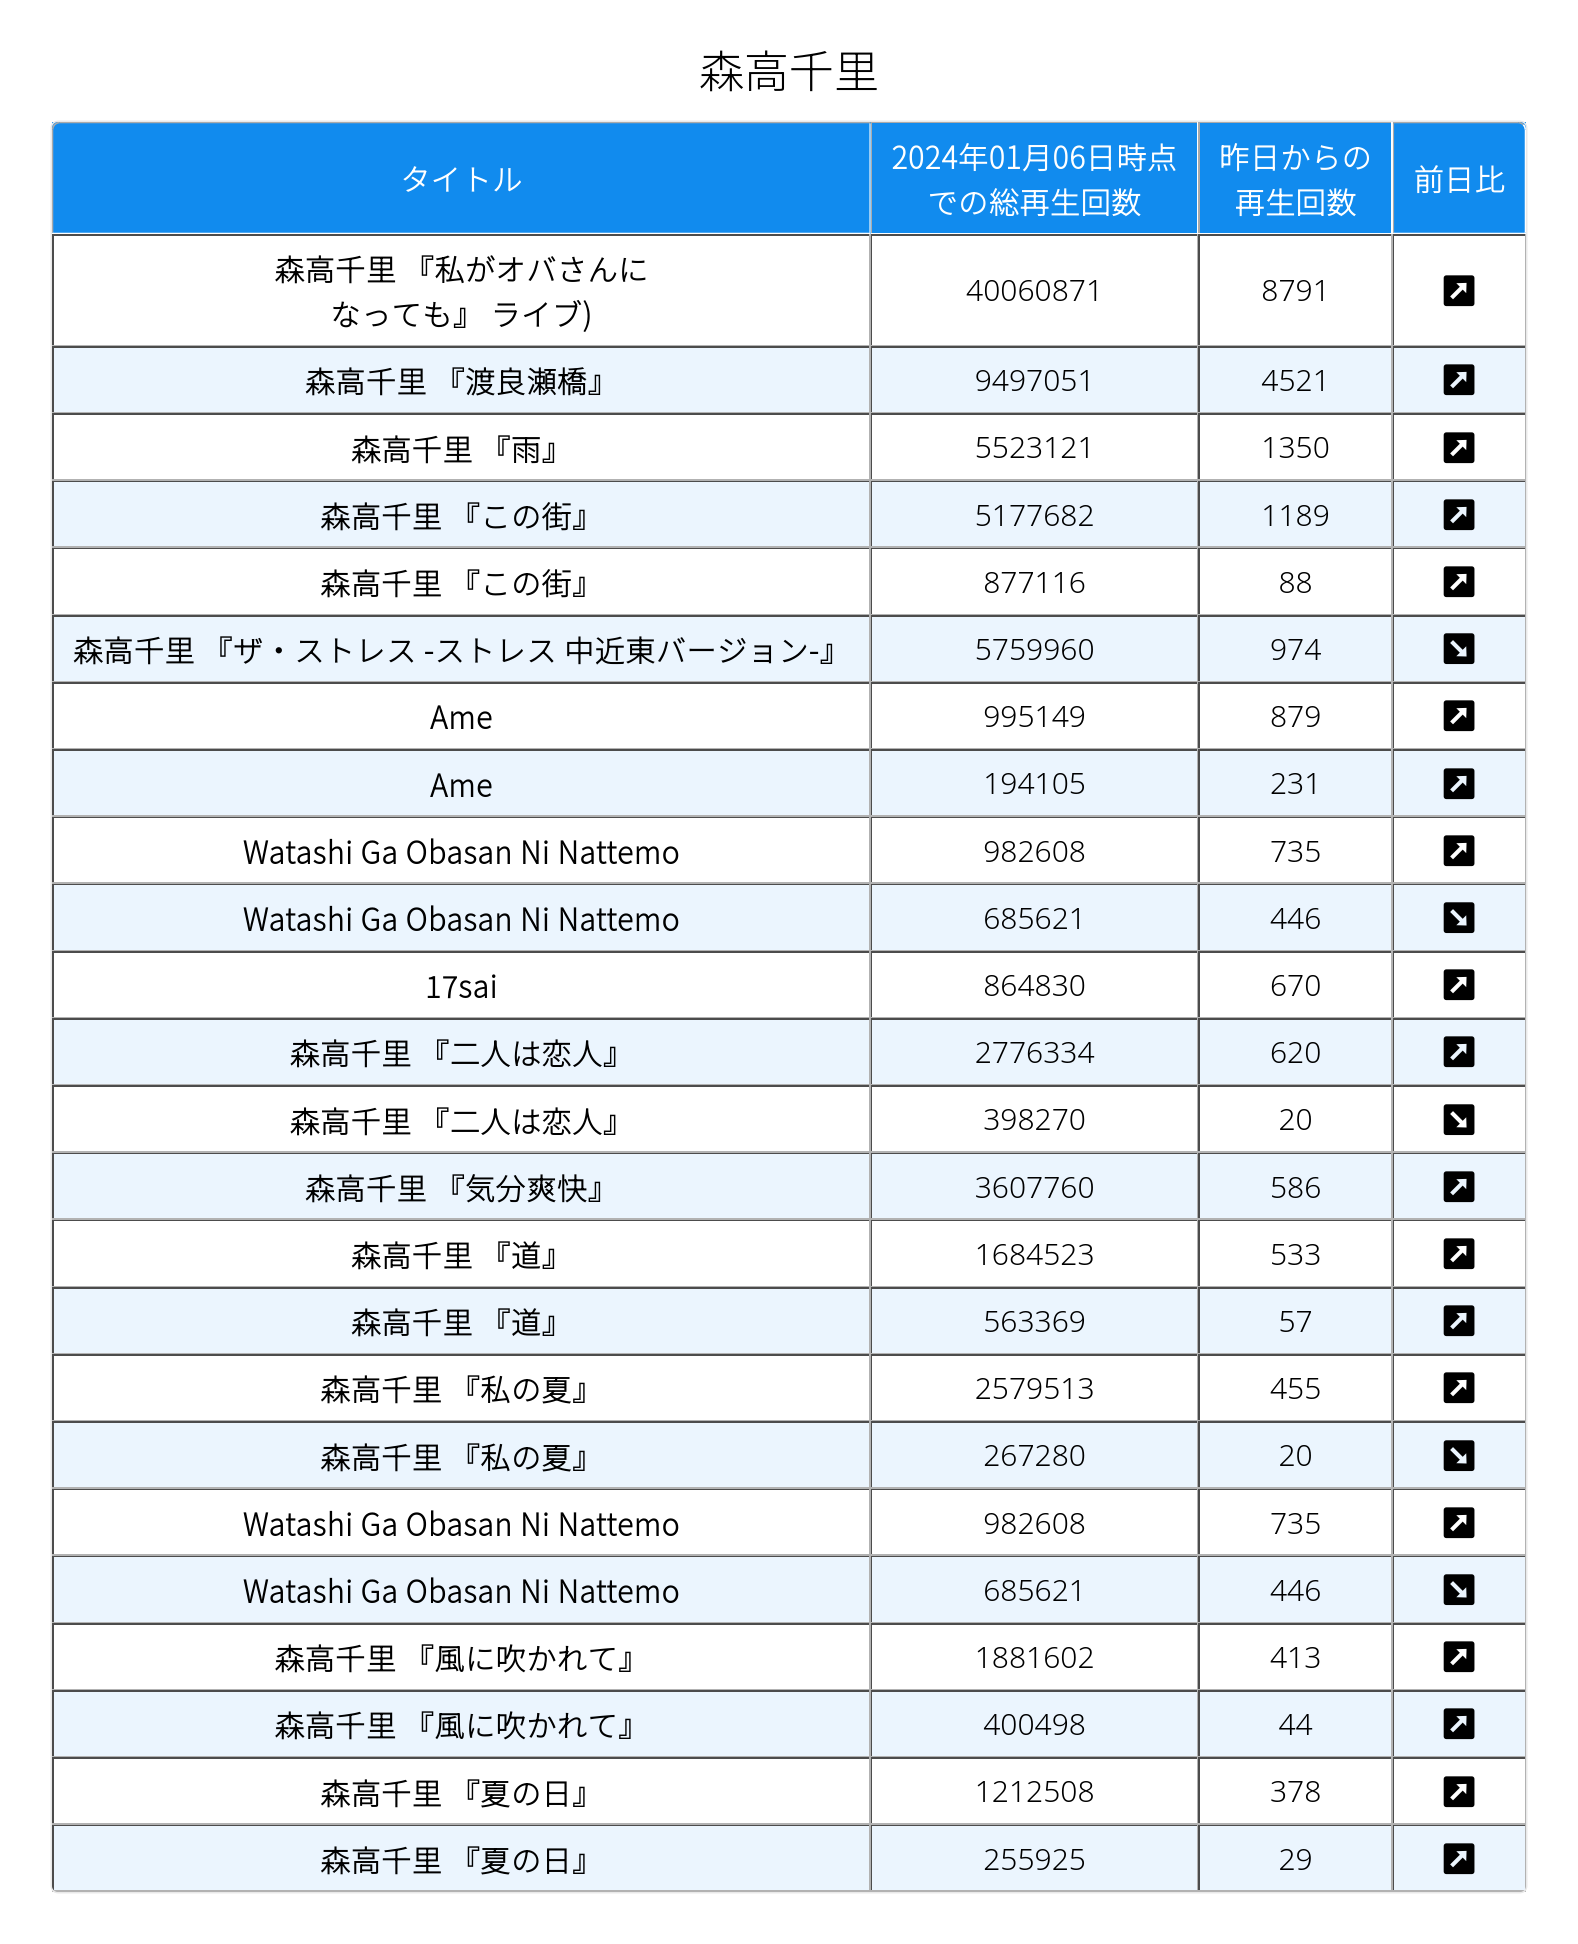 森高千里
タイトル
2024年01月06日時点
での総再生回数
昨日からの
再生回数
前日比
森高千里 『私がオバさんに
なっても』 ライブ)
40060871 8791
森高千里 『渡良瀬橋』 9497051 4521
森高千里 『雨』 5523121 1350
森高千里 『この街』 5177682 1189
森高千里 『この街』 877116 88
森高千里 『ザ・ストレス -ストレス 中近東バージョン-』 5759960 974
Ame 995149 879
Ame 194105 231
Watashi Ga Obasan Ni Nattemo 982608 735
Watashi Ga Obasan Ni Nattemo 685621 446
17sai 864830 670
森高千里 『二人は恋人』 2776334 620
森高千里 『二人は恋人』 398270 20
森高千里 『気分爽快』 3607760 586
森高千里 『道』 1684523 533
森高千里 『道』 563369 57
森高千里 『私の夏』 2579513 455
森高千里 『私の夏』 267280 20
Watashi Ga Obasan Ni Nattemo 982608 735
Watashi Ga Obasan Ni Nattemo 685621 446
森高千里 『風に吹かれて』 1881602 413
森高千里 『風に吹かれて』 400498 44
森高千里 『夏の日』 1212508 378
森高千里 『夏の日』 255925 29